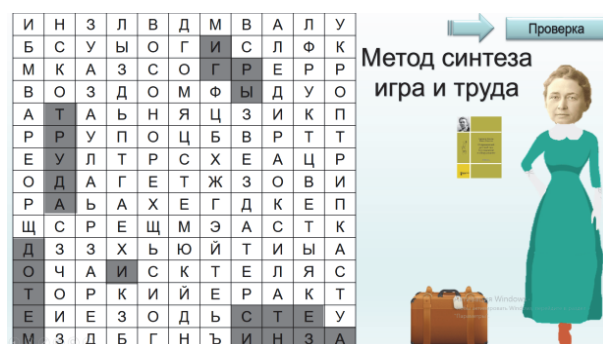 И Н З Л В Д М В А Л У
Б С У Ы О Г И С Л Ф К
М К А З С О Г Р Е Р Р
В О З Д О М Ф Ы Д У О
А Т А Ь Н Я Ц З И К П
Р Р У П О Ц Б В Р Т Т
Е У Л Т Р С Х Е А Ц Р
О Д А Г Е Т Ж З О В И
Р А Ь А Х Е Г Д К Е П
Щ С Р Е Щ М Э А С Т К
Д З З Х Ь Ю Й Т И Ы А
О Ч А И С К Т Е Л Я С
Т О Р К И Й Е Р А К Т
Е И Е З О Д Ь С Т Е У
М З Д Б Г Н Ъ И Н З А
Проверка
Метод синтеза
игра и труда